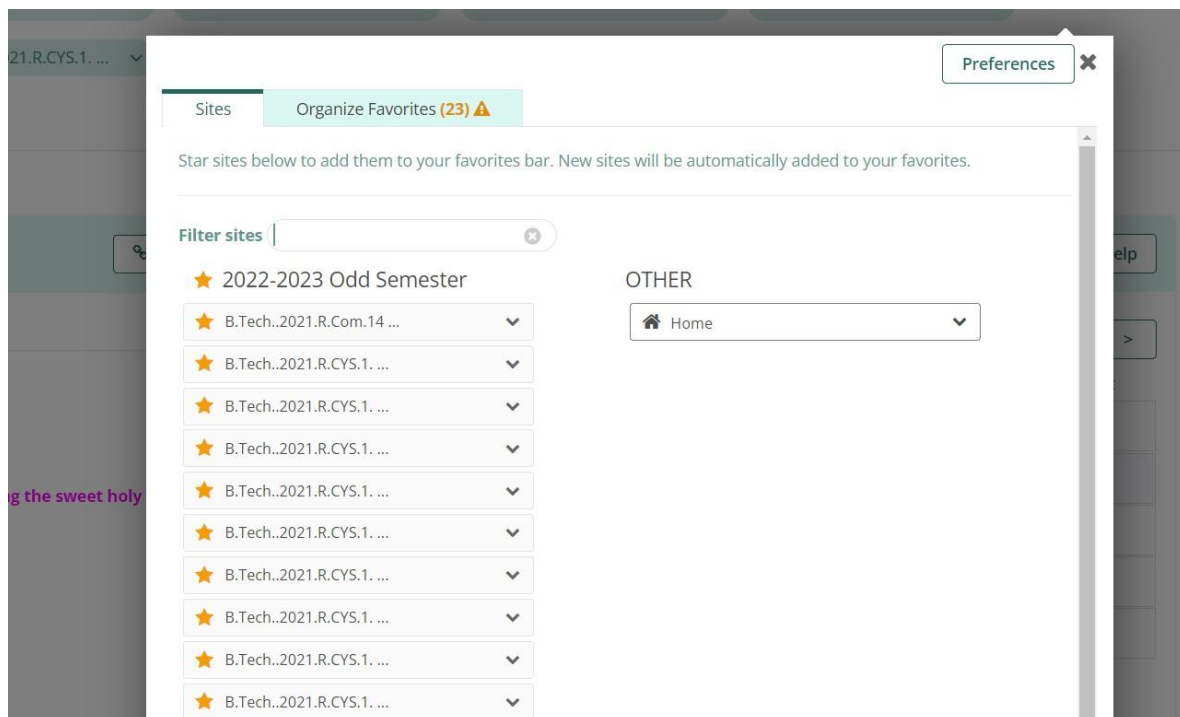 21.R.CYS.1. ...
Preferences
Sites
Organize Favorites (23)
Star sites below to add them to your favorites bar. New sites will be automatically added to your favorites.
Filter sites
elp
2022-2023 Odd Semester
OTHER
B.Tech..2021.R.Com.14 ...
Home
>
B.Tech..2021.R.CYS.1. ...
B.Tech..2021.R.CYS.1. ...
B.Tech..2021.R.CYS.1. ...
B.Tech..2021.R.CYS.1. ...
g the sweet holy
B.Tech..2021.R.CYS.1. ...
B.Tech..2021.R.CYS.1. ...
B.Tech..2021.R.CYS.1. ...
B.Tech..2021.R.CYS.1. ...
B.Tech..2021.R.CYS.1. ...